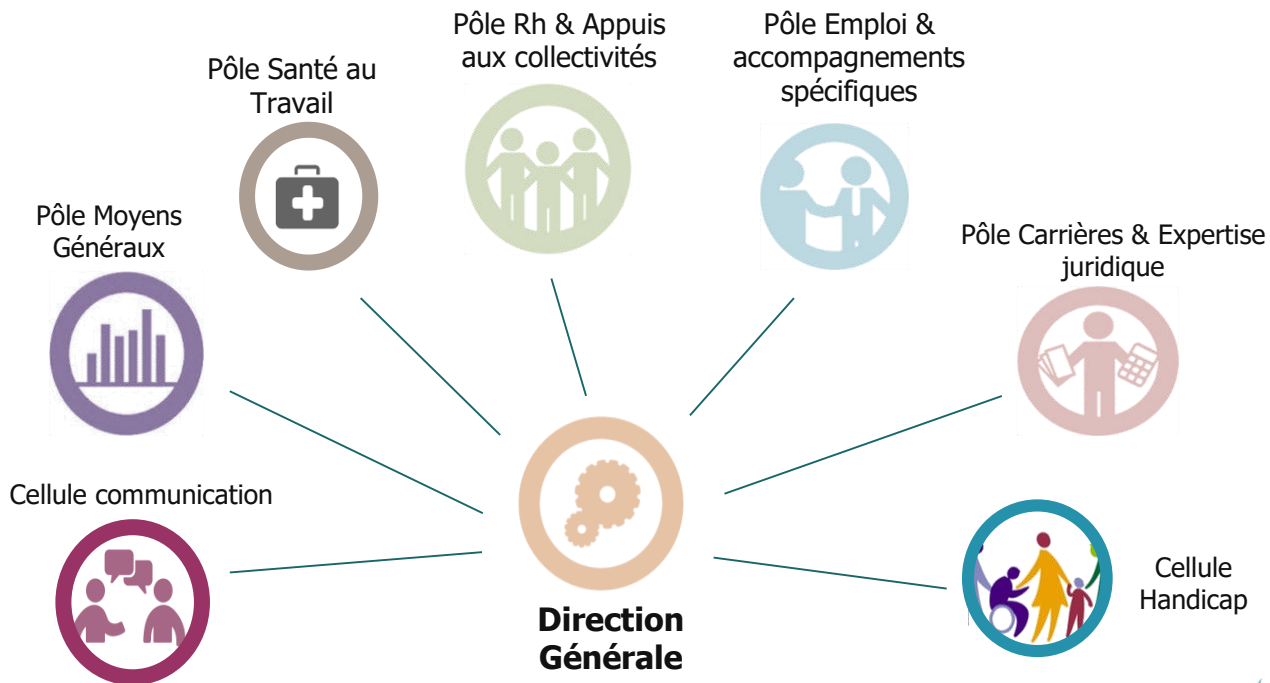 Pôle Rh & Appuis
aux collectivités
Pôle Emploi &
accompagnements
spécifiques
Pôle Santé au
Travail
Pôle Moyens
Généraux
Pôle Carrières & Expertise
juridique
Cellule communication
Cellule
Handicap
Direction
Générale